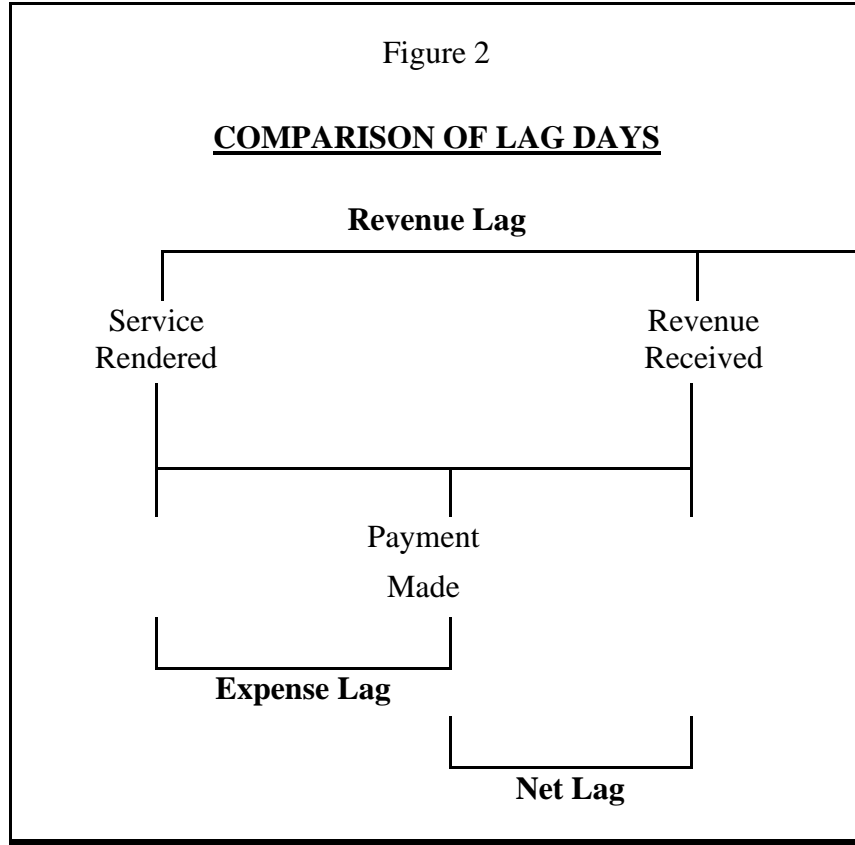 Figure 2
COMPARISON OF LAG DAYS
Revenue Lag
Service
Rendered
Revenue
Received
Payment
Made
Expense Lag
Net Lag